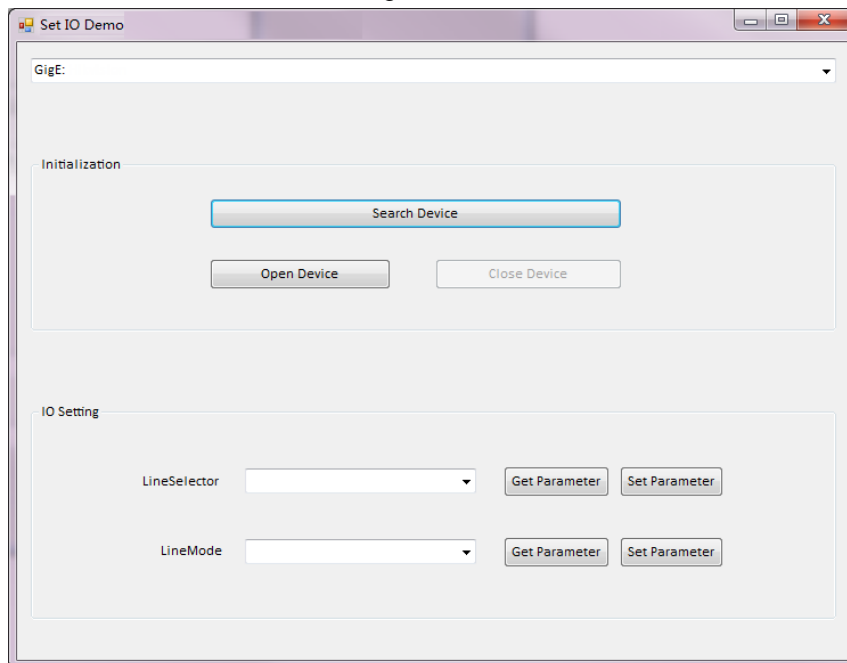 Set IO Demo
GigE:
Initialization
Search Device
Open Device Close Device
IO Setting
LineSelector Get Parameter Set Parameter
LineMode Get Parameter Set Parameter